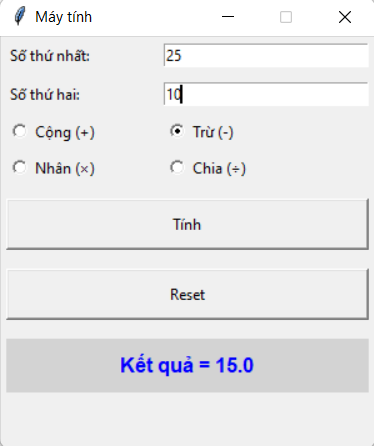 Máy tính
Số thứ nhất: 25
Số thứ hai: 10
Cộng (+) Trừ (-)
Nhân (×) Chia (÷)
Tính
Reset
Kết quả = 15.0